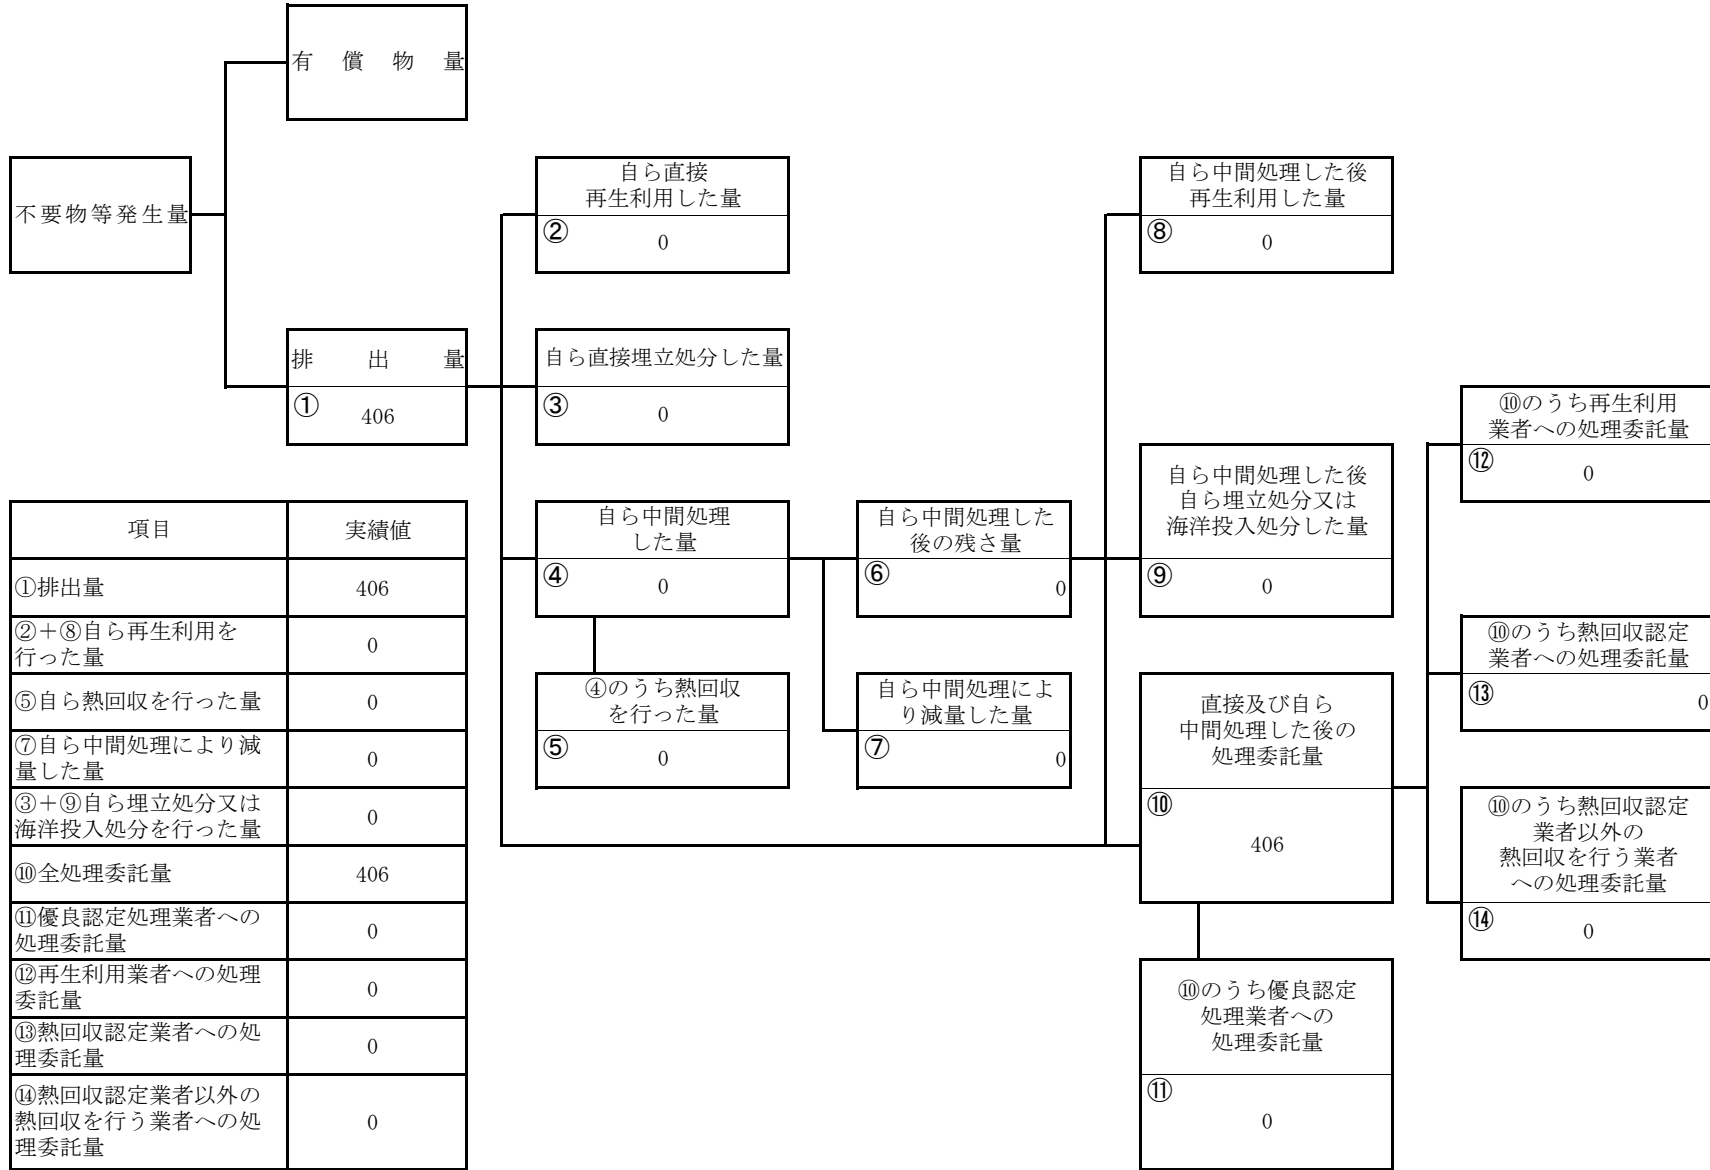 有償物量
不要物等発生量
排出量
①
406
自ら直接
再生利用した量
②
0
自ら直接埋立処分した量
③
0
自ら中間処理
した量
④
0
④のうち熱回収
を行った量
⑤
0
自ら中間処理した
後の残さ量
⑥
0
自ら中間処理によ
り減量した量
⑦
0
自ら中間処理した後
再生利用した量
⑧
0
自ら中間処理した後
自ら埋立処分又は
海洋投入処分した量
⑨
0
直接及び自ら
中間処理した後の
処理委託量
⑩
406
⑩のうち優良認定
処理業者への
処理委託量
⑪
0
⑩のうち再生利用
業者への処理委託量
⑫
0
⑩のうち熱回収認定
業者への処理委託量
⑬
0
⑩のうち熱回収認定
業者以外の
熱回収を行う業者
への処理委託量
⑭
0
項目 実績値
①排出量 406
②＋⑧自ら再生利用を
行った量 0
⑤自ら熱回収を行った量 0
⑦自ら中間処理により減
量した量 0
③＋⑨自ら埋立処分又は
海洋投入処分を行った量 0
⑩全処理委託量 406
⑪優良認定処理業者への
処理委託量 0
⑫再生利用業者への処理
委託量 0
⑬熱回収認定業者への処
理委託量 0
⑭熱回収認定業者以外の
熱回収を行う業者への処 0
理委託量